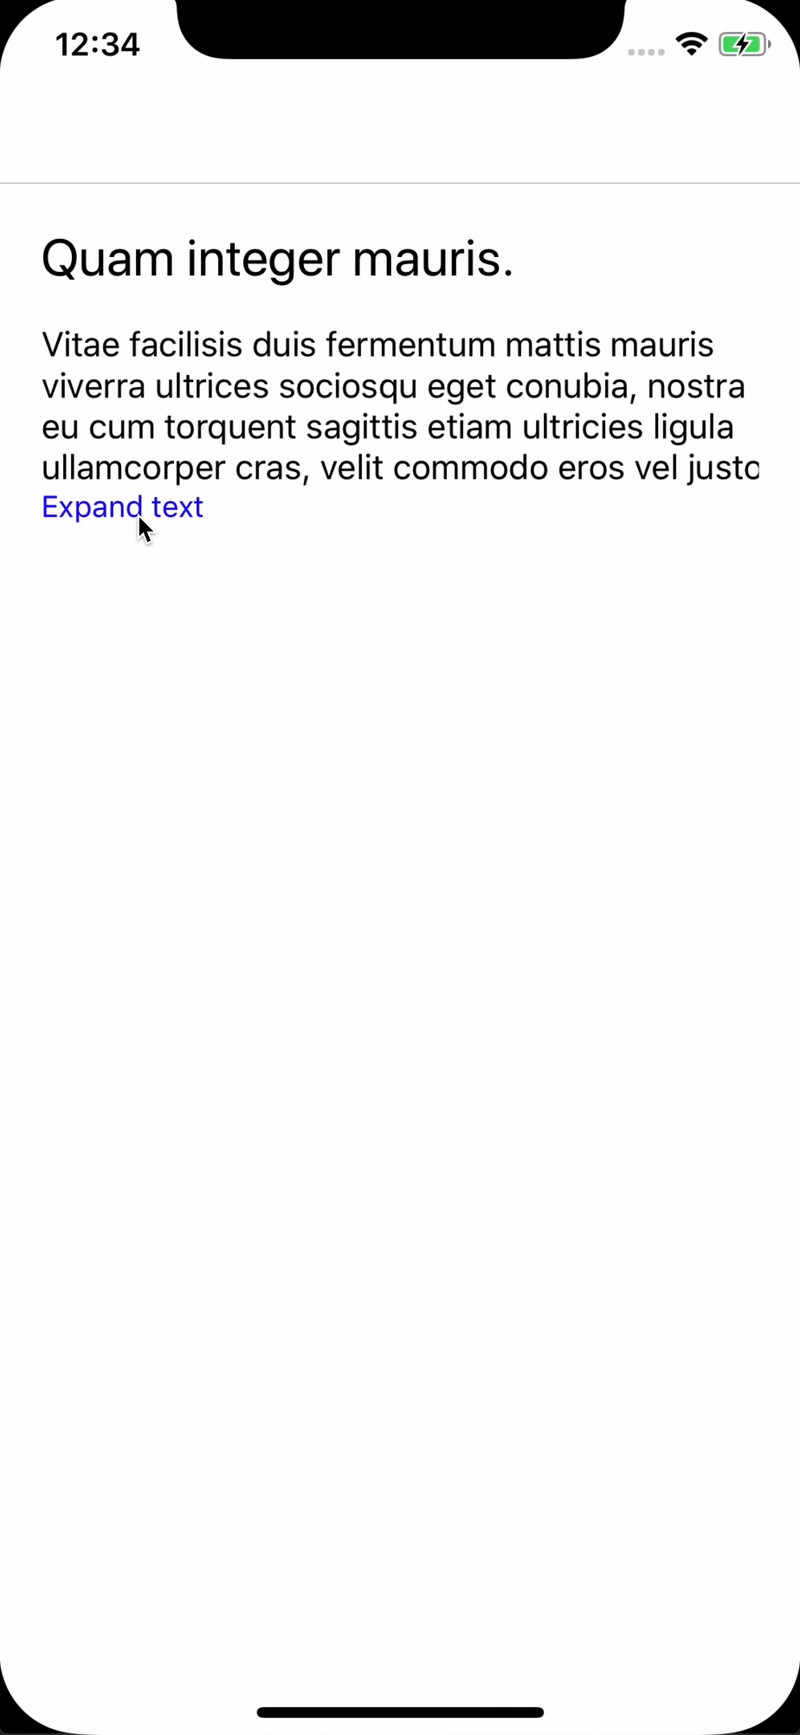 12:34
Quam integer mauris.
Vitae facilisis duis fermentum mattis mauris
viverra ultrices sociosqu eget conubia, nostra
eu cum torquent sagittis etiam ultricies ligula
ullamcorper cras, velit commodo eros vel justo
Expand text